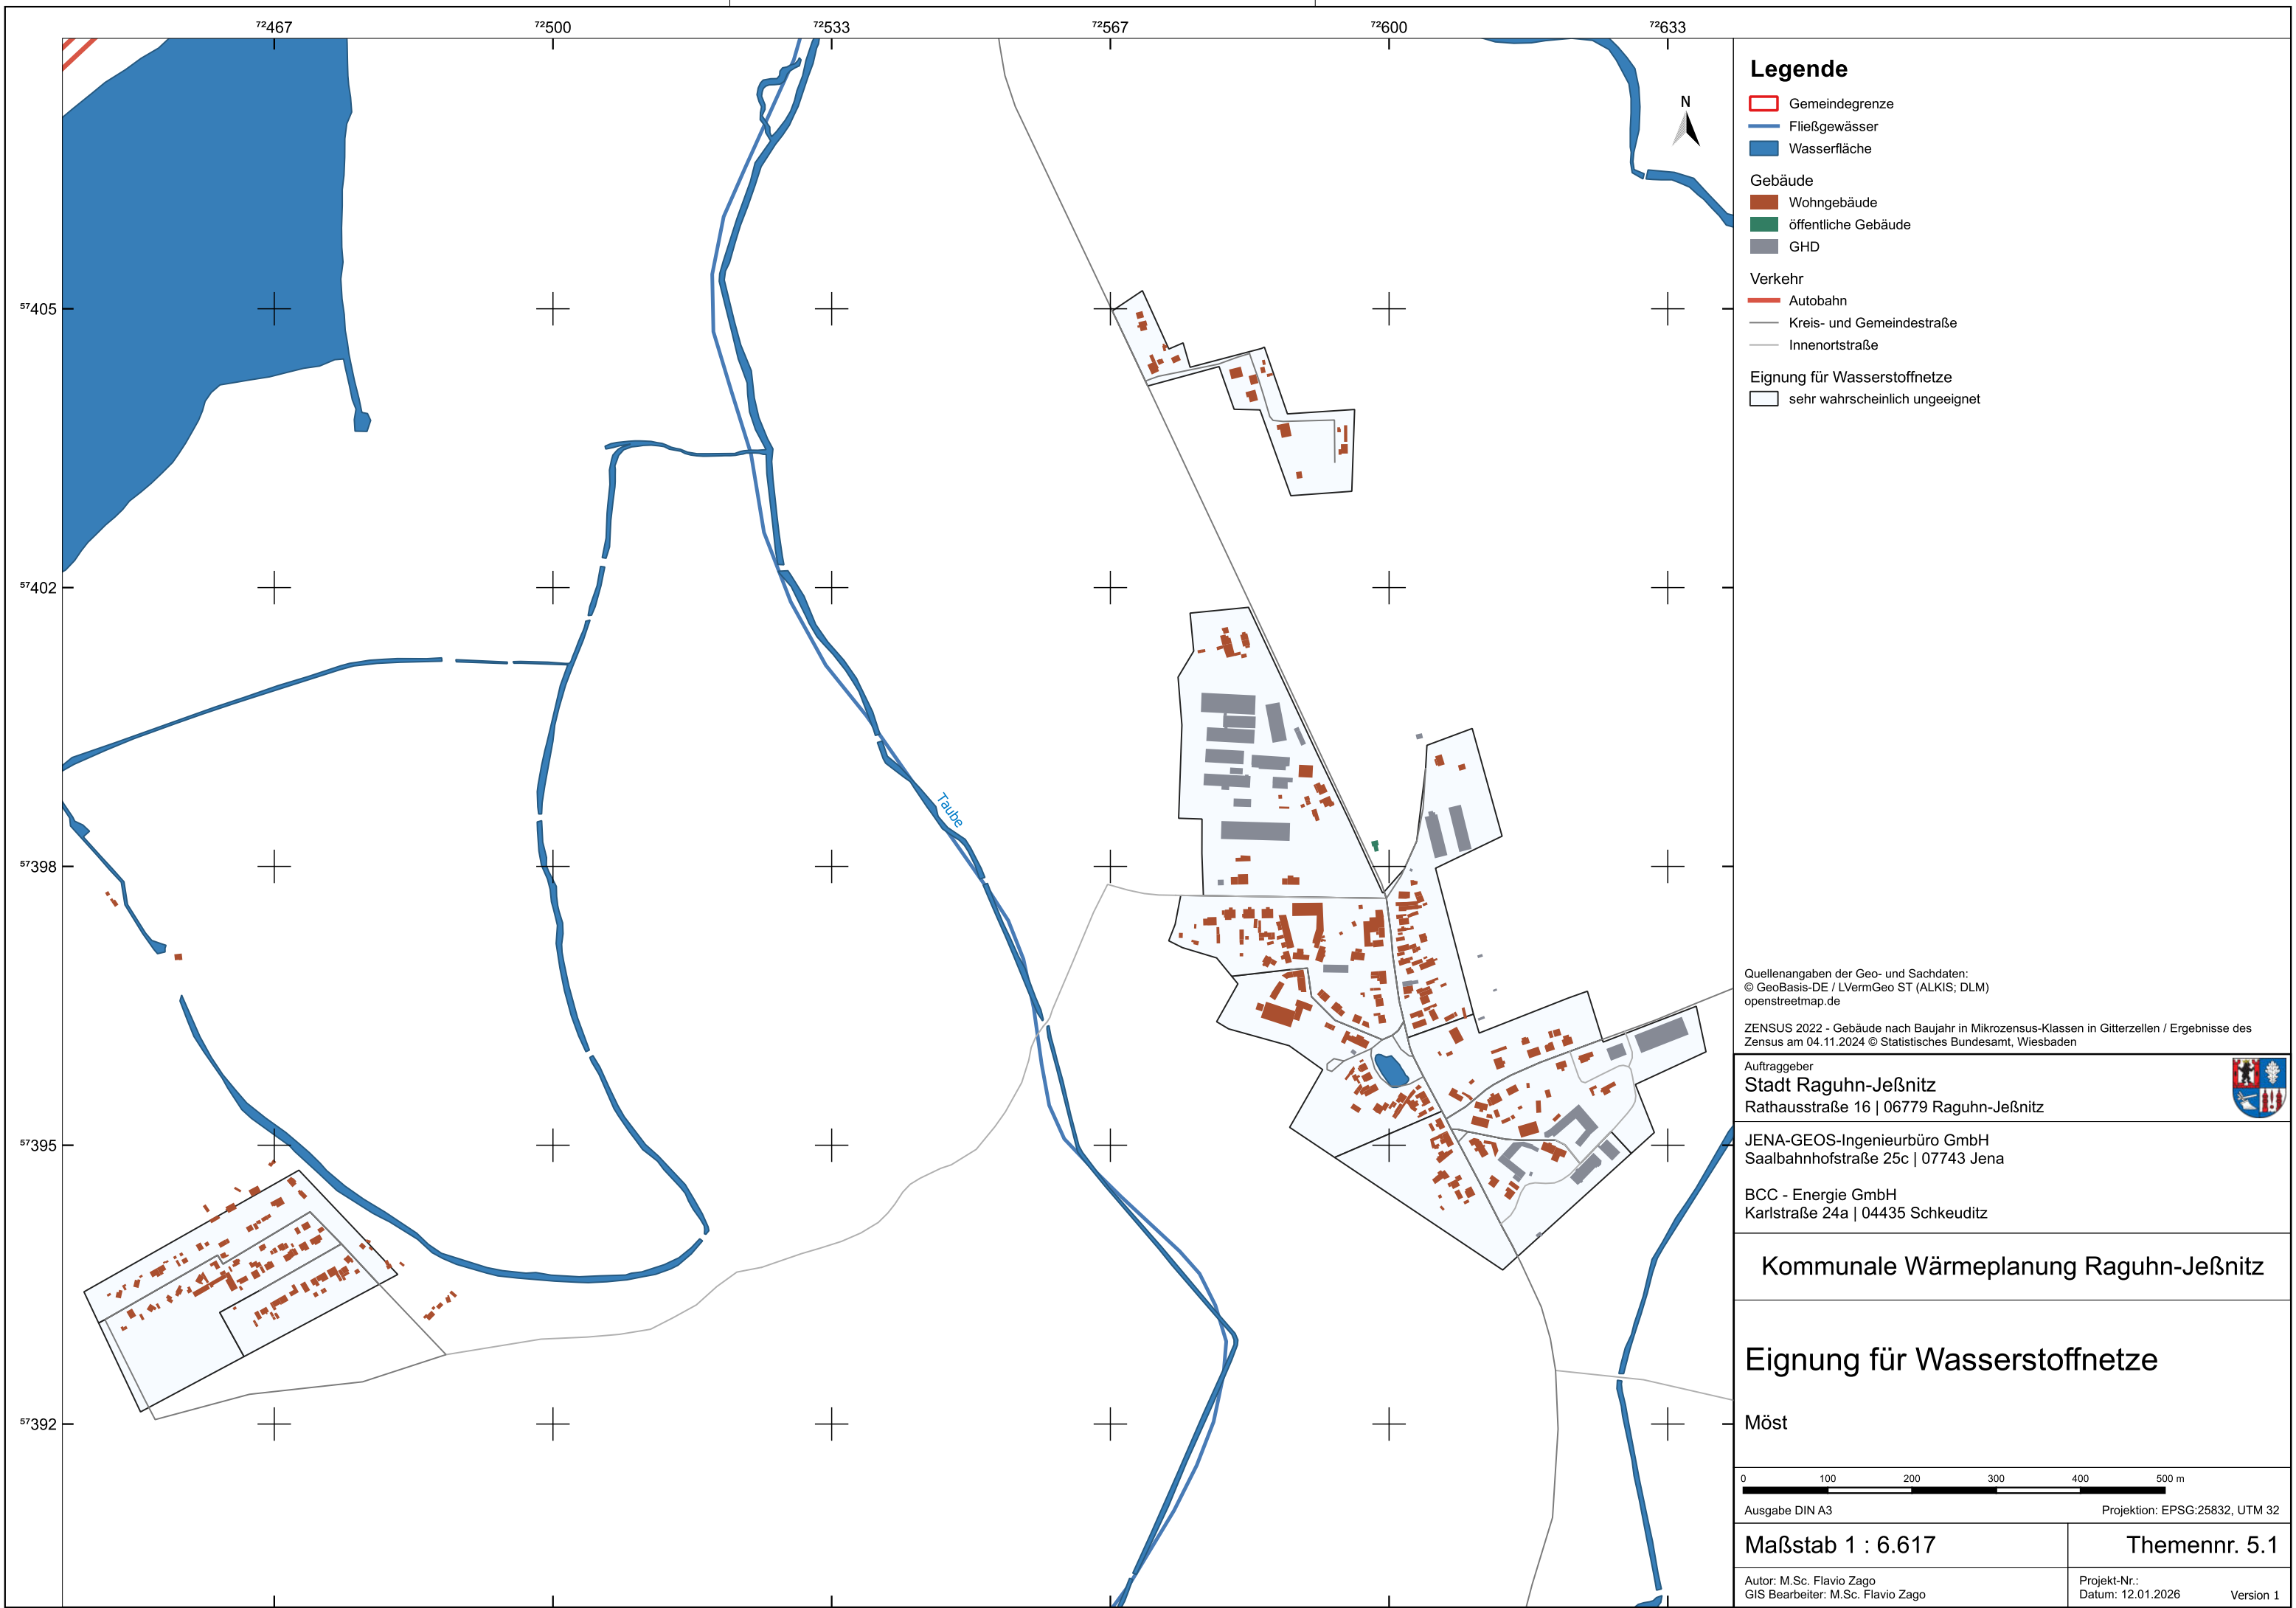 ⁷²467
⁷²500
⁷²533
⁷²567
⁷²600
⁷²633
⁵⁷405
⁵⁷402
⁵⁷398
⁵⁷395
⁵⁷392
Taube
N
Legende
Gemeindegrenze
Fließgewässer
Wasserfläche
Gebäude
Wohngebäude
öffentliche Gebäude
GHD
Verkehr
Autobahn
Kreis- und Gemeindestraße
Innenortstraße
Eignung für Wasserstoffnetze
sehr wahrscheinlich ungeeignet
Quellenangaben der Geo- und Sachdaten:
© GeoBasis-DE / LVermGeo ST (ALKIS; DLM)
openstreetmap.de
ZENSUS 2022 - Gebäude nach Baujahr in Mikrozensus-Klassen in Gitterzellen / Ergebnisse des
Zensus am 04.11.2024 © Statistisches Bundesamt, Wiesbaden
Auftraggeber
Stadt Raguhn-Jeßnitz
Rathausstraße 16 | 06779 Raguhn-Jeßnitz
JENA-GEOS-Ingenieurbüro GmbH
Saalbahnhofstraße 25c | 07743 Jena
BCC - Energie GmbH
Karlstraße 24a | 04435 Schkeuditz
Kommunale Wärmeplanung Raguhn-Jeßnitz
Eignung für Wasserstoffnetze
Möst
0 100 200 300 400 500 m
Ausgabe DIN A3 Projektion: EPSG:25832, UTM 32
Maßstab 1 : 6.617 Themennr. 5.1
Autor: M.Sc. Flavio Zago Projekt-Nr.:
GIS Bearbeiter: M.Sc. Flavio Zago Datum: 12.01.2026 Version 1